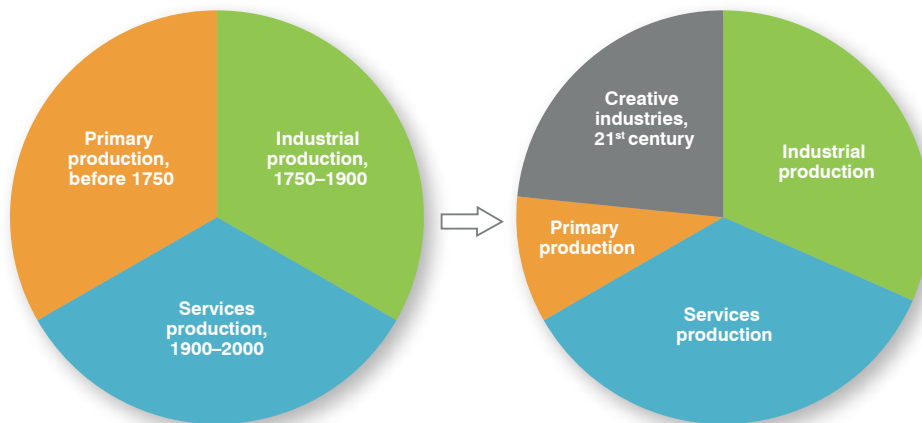 Primary
production,
before 1750
Industrial
production,
1750–1900
Services
production,
1900–2000
Creative
industries,
21st century
Industrial
production
Primary
production
Services
production